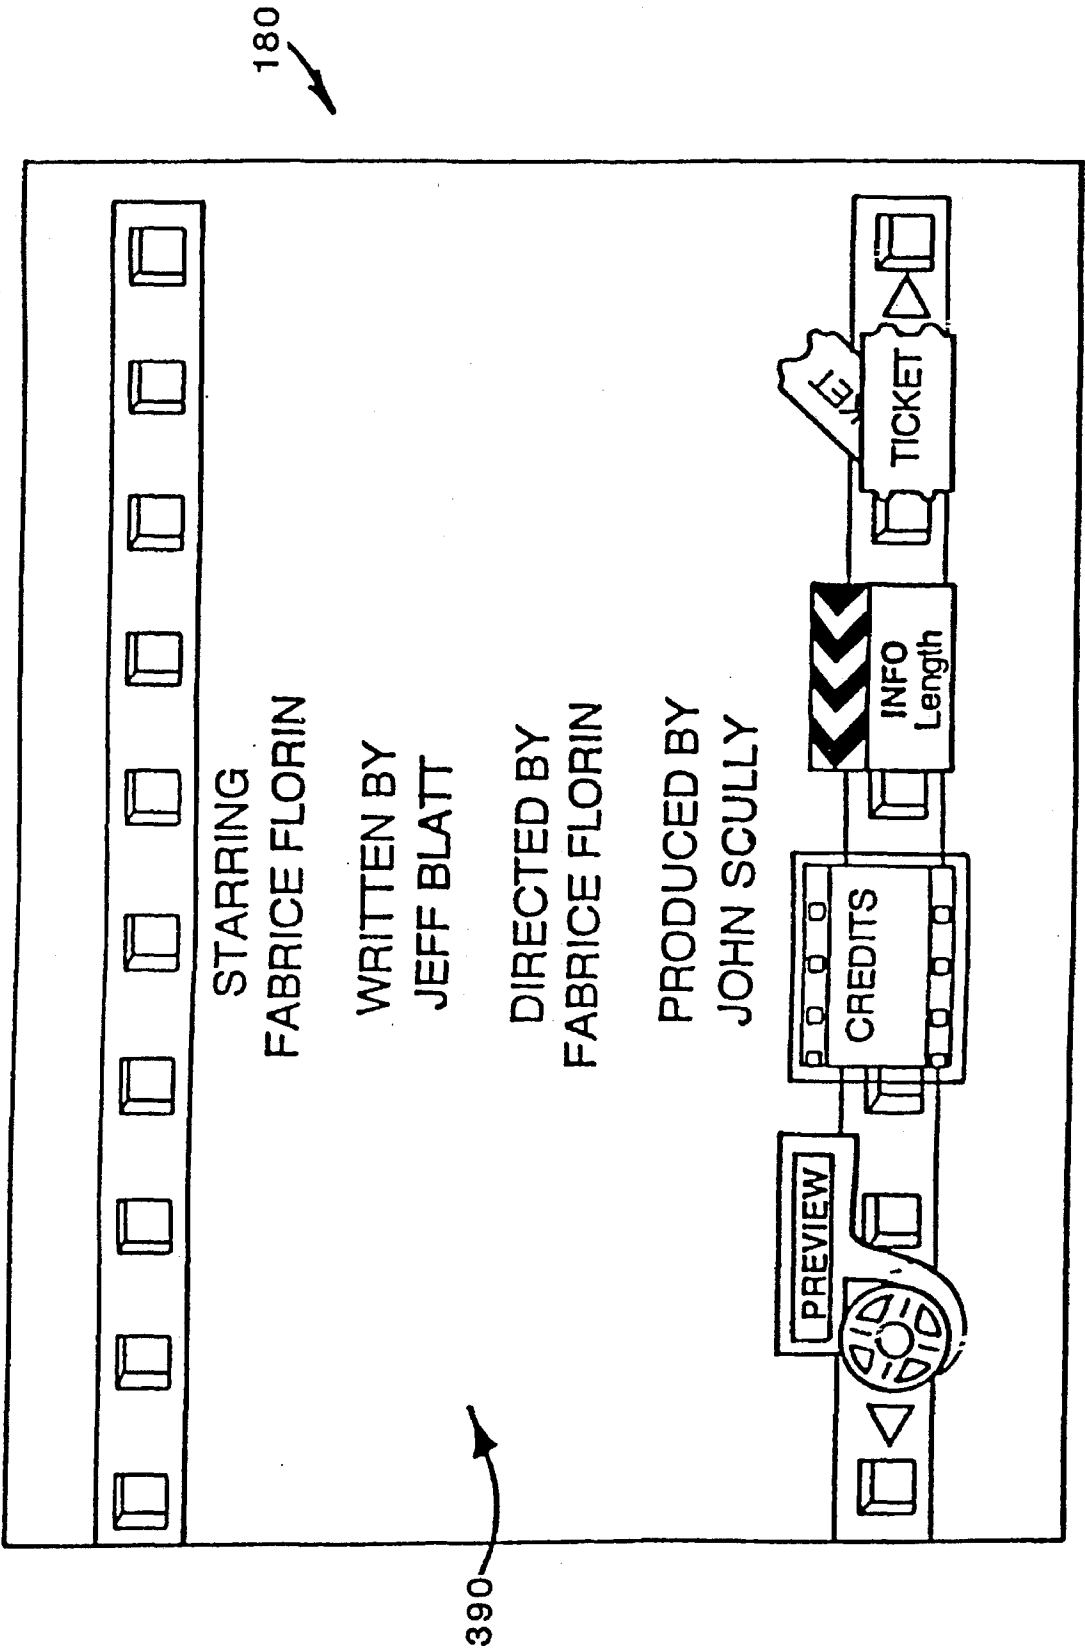 180
STARRING
FABRICE FLORIN
WRITTEN BY
JEFF BLATT
DIRECTED BY
FABRICE FLORIN
PRODUCED BY
JOHN SCULLY
PREVIEW
CREDITS
INFO
Length
KET
TICKET
390